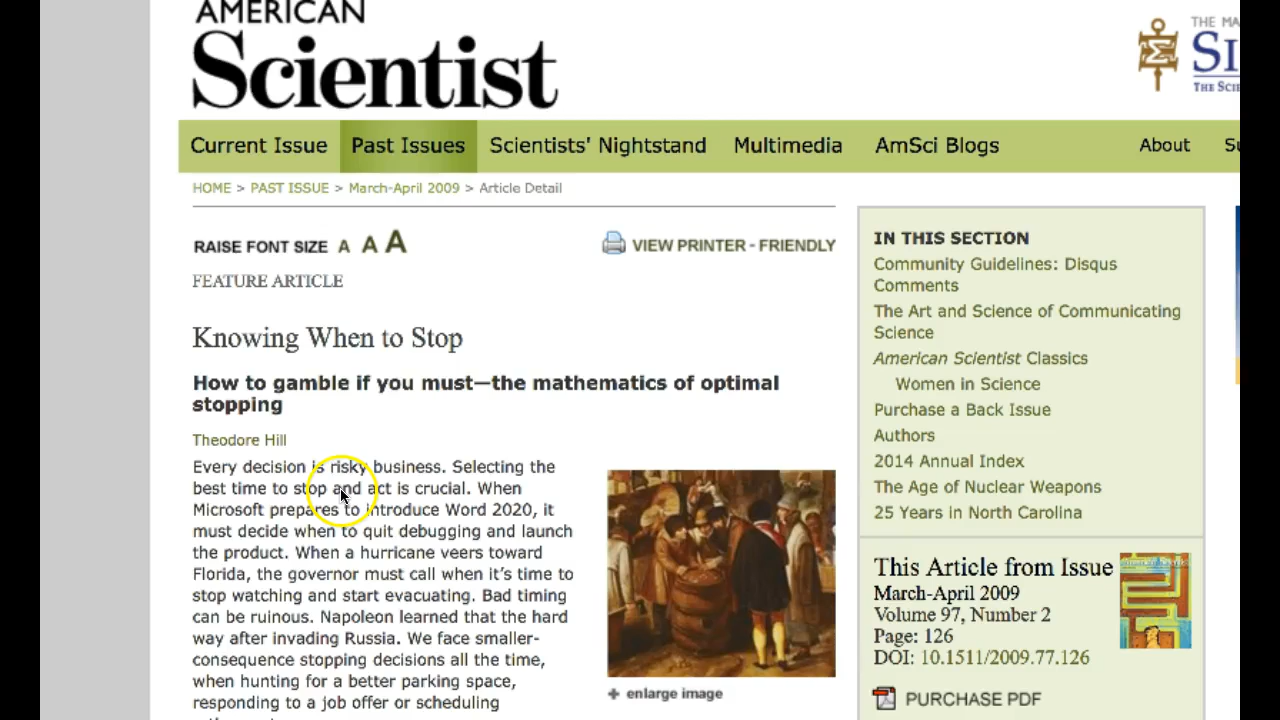 AMERICAN
Scientist
THE
THE
Current Issue Past Issues Scientists' Nightstand Multimedia AmSci Blogs About
HOME > PAST ISSUE > March-April 2009 > Article Detail
RAISE FONT SIZE A A A
VIEW PRINTER - FRIENDLY
FEATURE ARTICLE
Knowing When to Stop
How to gamble if you must—the mathematics of optimal
stopping
Theodore Hill
Every decision is risky business. Selecting the
best time to stop and act is crucial. When
Microsoft prepares to introduce Word 2020, it
must decide when to quit debugging and launch
the product. When a hurricane veers toward
Florida, the governor must call when it's time to
stop watching and start evacuating. Bad timing
can be ruinous. Napoleon learned that the hard
way after invading Russia. We face smaller-
consequence stopping decisions all the time,
when hunting for a better parking space,
responding to a job offer or scheduling
+ enlarge image
IN THIS SECTION
Community Guidelines: Disqus
Comments
The Art and Science of Communicating
Science
American Scientist Classics
Women in Science
Purchase a Back Issue
Authors
2014 Annual Index
The Age of Nuclear Weapons
25 Years in North Carolina
This Article from Issue
March-April 2009
Volume 97, Number 2
Page: 126
DOI: 10.1511/2009.77.126
PURCHASE PDF